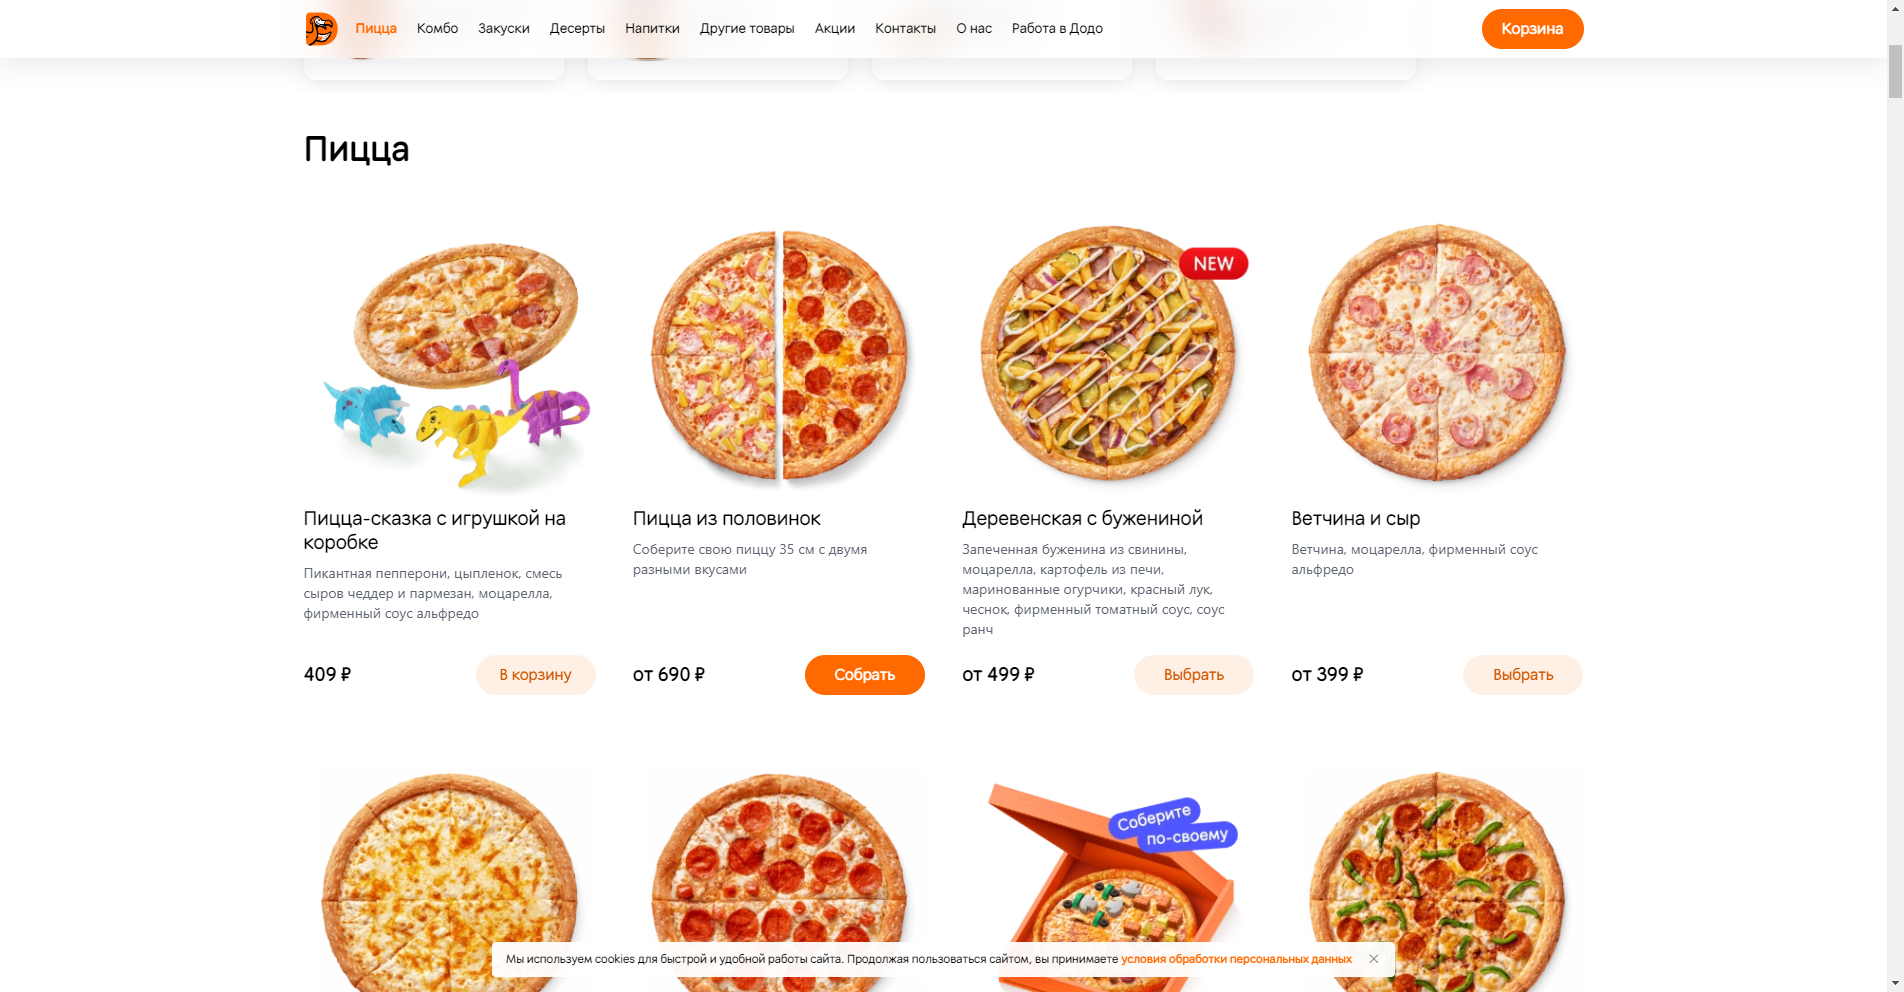 Пицца Комбо Закуски Десерты Напитки Другие товары Акции Контакты О нас Работа в Додо Корзина
Пицца
NEW
Пицца-сказка с игрушкой на
коробке
Пикантная пепперони, цыпленок, смесь
сыров чеддер и пармезан, моцарелла,
фирменный соус альфредо
409 ₽ В корзину
Пицца из половинок
Соберите свою пиццу 35 см с двумя
разными вкусами
от 690 ₽ Собрать
Деревенская с бужениной
Запеченная буженина из свинины,
моцарелла, картофель из печи,
маринованные огурчики, красный лук,
чеснок, фирменный томатный соус, соус
ранч
от 499 ₽ Выбрать
Ветчина и сыр
Ветчина, моцарелла, фирменный соус
альфредо
от 399 ₽ Выбрать
Соберите
по-своему
Мы используем cookies для быстрой и удобной работы сайта. Продолжая пользоваться сайтом, вы принимаете условия обработки персональных данных